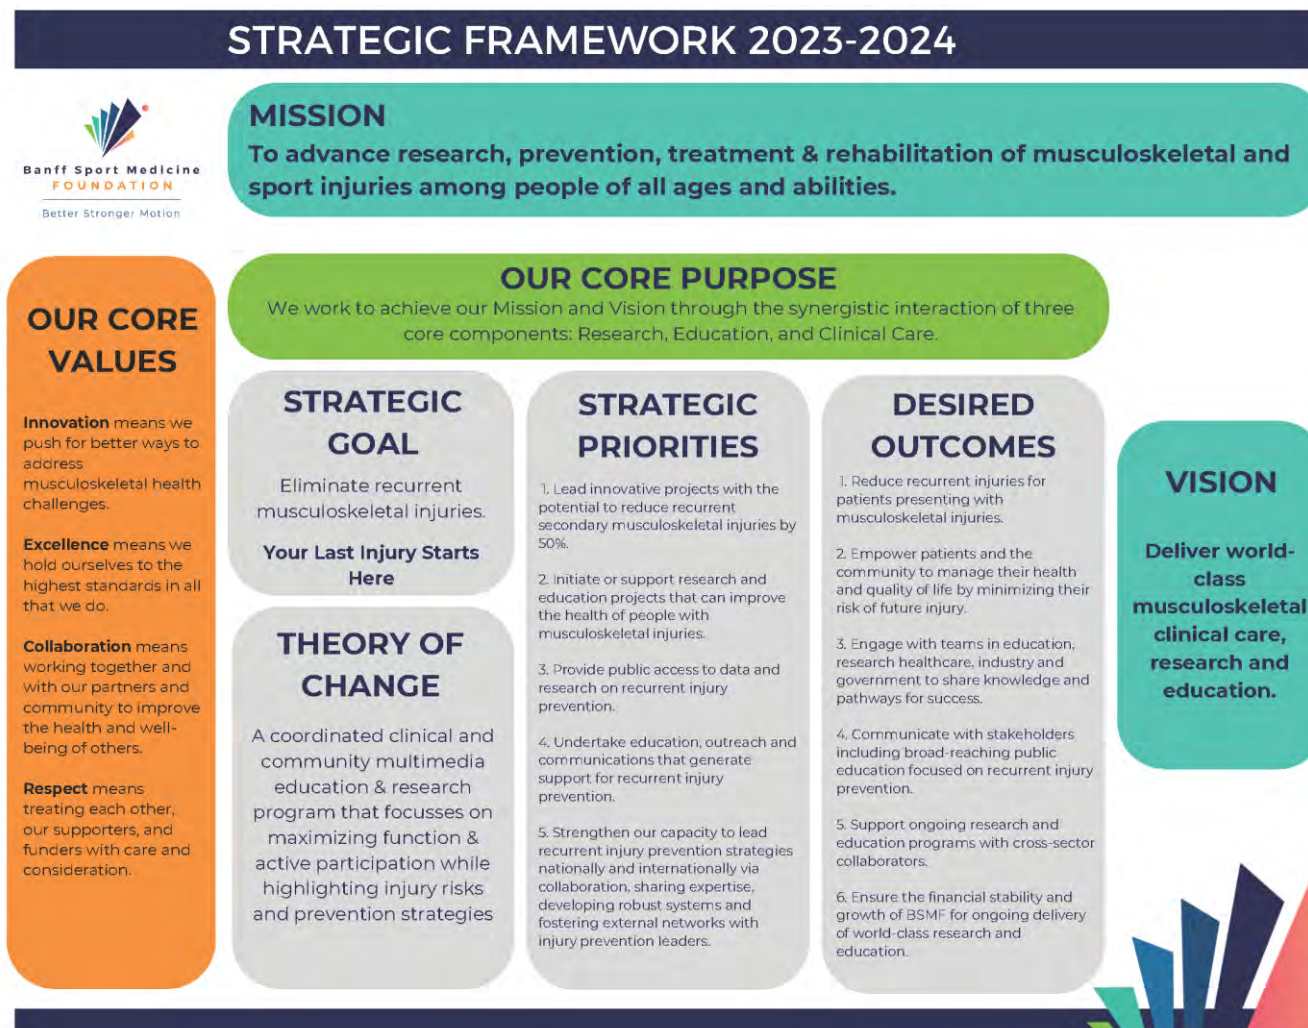 STRATEGIC FRAMEWORK 2023-2024
Banff Sport Medicine
FOUNDATION
Better Stronger Motion
MISSION
To advance research, prevention, treatment & rehabilitation of musculoskeletal and
sport injuries among people of all ages and abilities.
OUR CORE
VALUES
Innovation means we
push for better ways to
address
musculoskeletal health
challenges.
Excellence means we
hold ourselves to the
highest standards in all
that we do.
Collaboration means
working together and
with our partners and
community to improve
the health and well-
being of others.
Respect means
treating each other,
our supporters, and
funders with care and
consideration.
OUR CORE PURPOSE
We work to achieve our Mission and Vision through the synergistic interaction of three
core components: Research, Education, and Clinical Care.
STRATEGIC
GOAL
Eliminate recurrent
musculoskeletal injuries.
Your Last Injury Starts
Here
THEORY OF
CHANGE
A coordinated clinical and
community multimedia
education & research
program that focusses on
maximizing function &
active participation while
highlighting injury risks
and prevention strategies
STRATEGIC
PRIORITIES
1. Lead innovative projects with the
potential to reduce recurrent
secondary musculoskeletal injuries by
50%.
2. Initiate or support research and
education projects that can improve
the health of people with
musculoskeletal injuries.
3. Provide public access to data and
research on recurrent injury
prevention.
4. Undertake education, outreach and
communications that generate
support for recurrent injury
prevention.
5. Strengthen our capacity to lead
recurrent injury prevention strategies
nationally and internationally via
collaboration, sharing expertise,
developing robust systems and
fostering external networks with
injury prevention leaders.
DESIRED
OUTCOMES
1. Reduce recurrent injuries for
patients presenting with
musculoskeletal injuries.
2. Empower patients and the
community to manage their health
and quality of life by minimizing their
risk of future injury.
3. Engage with teams in education,
research healthcare, industry and
government to share knowledge and
pathways for success.
4. Communicate with stakeholders
including broad-reaching public
education focused on recurrent injury
prevention.
5. Support ongoing research and
education programs with cross-sector
collaborators.
6. Ensure the financial stability and
growth of BSMF for ongoing delivery
of world-class research and
education.
VISION
Deliver world-
class
musculoskeletal
clinical care,
research and
education.